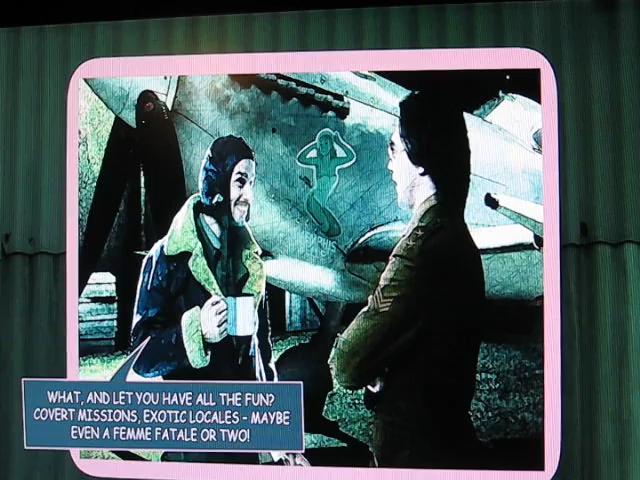 WHAT, AND LET YOU HAVE ALL THE FUN?
COVERT MISSIONS, EXOTIC LOCALES - MAYBE
EVEN A FEMME FATALE OR TWO!